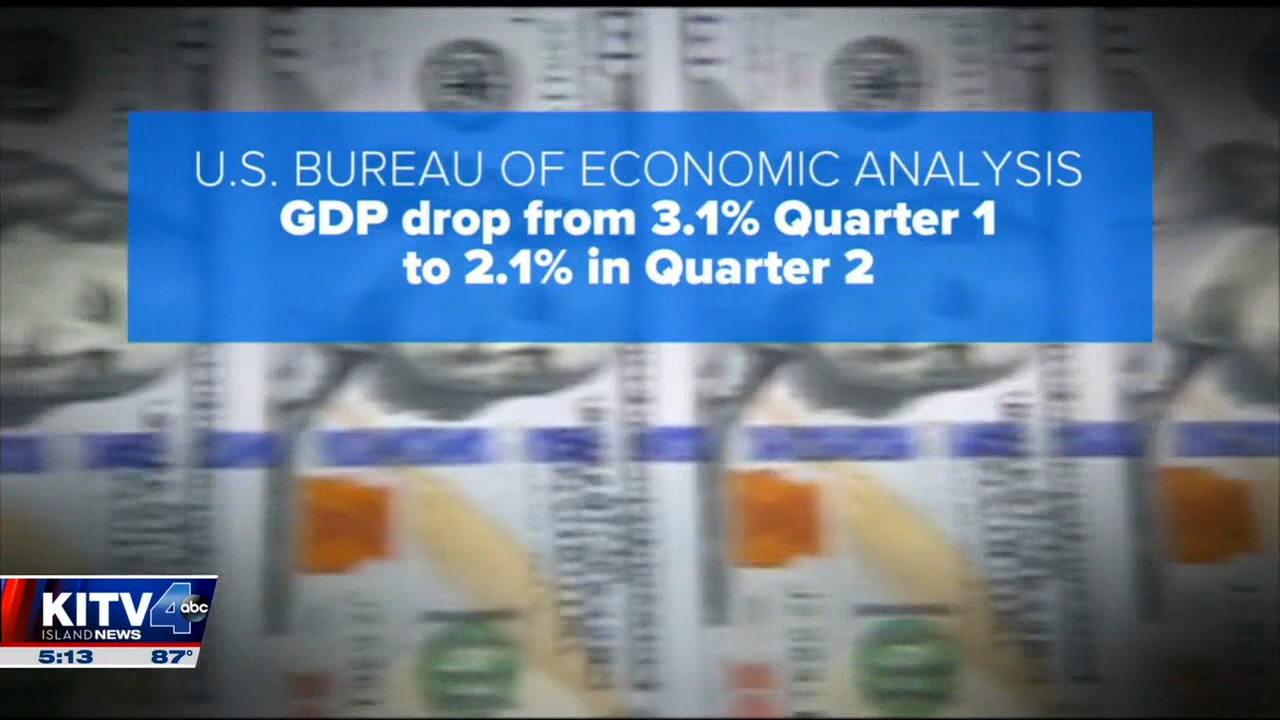 U.S. BUREAU OF ECONOMIC ANALYSIS
GDP drop from 3.1% Quarter 1
to 2.1% in Quarter 2
KITV 4 abc
ISLAND NEWS
5:13 87°